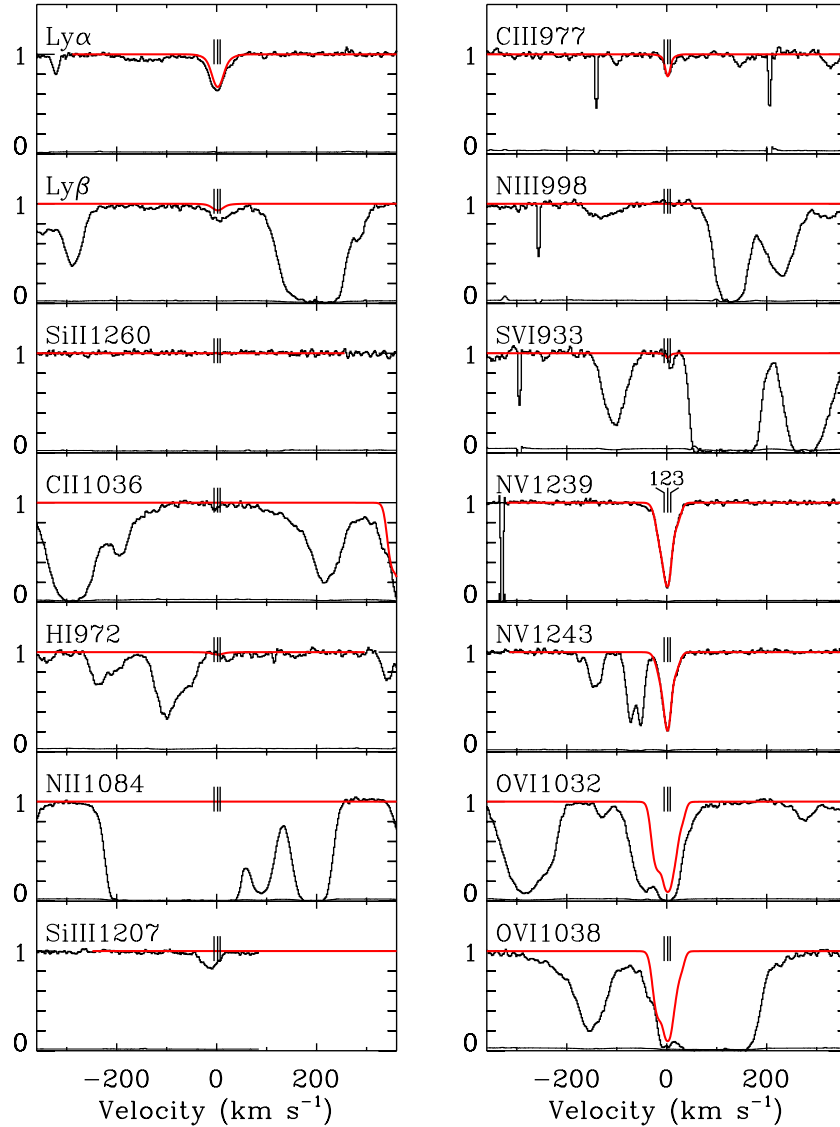 Lyα
1
0
Lyβ
1
0
SiII1260
1
0
CII1036
1
0
HI972
1
0
NII1084
1
0
SiIII1207
1
0
−200 0 200
Velocity (km s⁻¹)
CIII977
1
0
NIII998
1
0
SVI933
1
0
NV1239
123
1
0
NV1243
1
0
OVI1032
1
0
OVI1038
1
0
−200 0 200
Velocity (km s⁻¹)